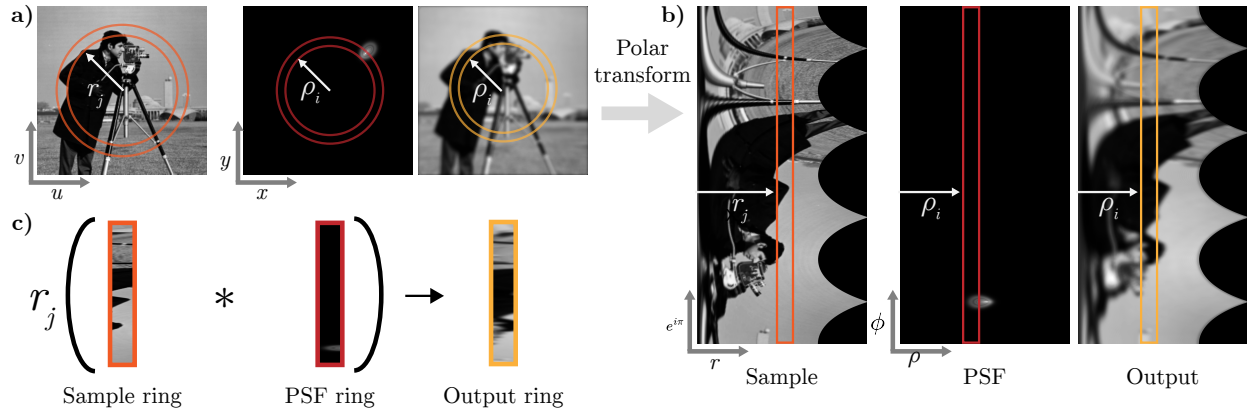 a)
r_j
v
u
ρ_i
y
x
ρ_i
Polar
transform
b)
r_j
e^{iπ}
r
Sample
ρ_i
ϕ
ρ
PSF
ρ_i
Output
c)
r_j ( * ) →
Sample ring
PSF ring
Output ring